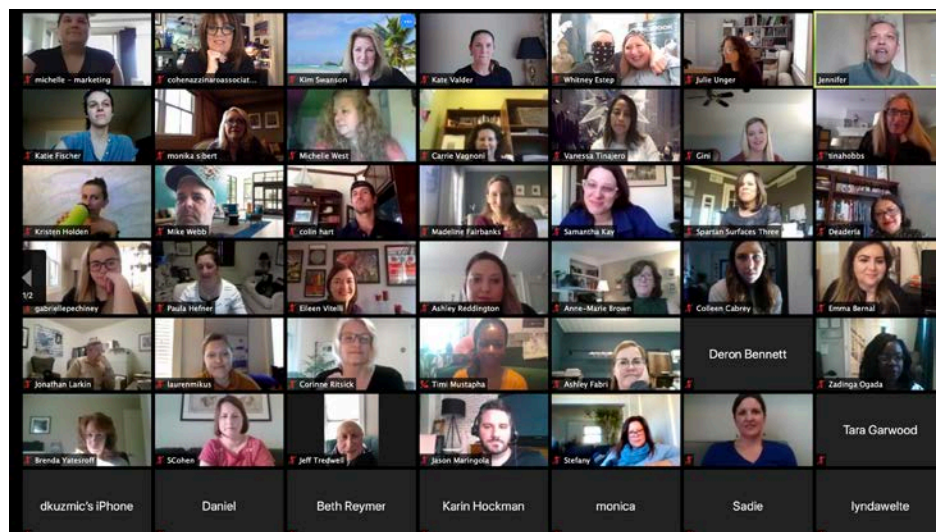 michelle - marketing
cohenazzinaroassociat...
Kim Swanson
Kate Valder
Whitney Estep
Julie Unger
Jennifer
Katie Fischer
monika sibert
Michelle West
Carrie Vagnoni
Vanessa Tinajero
Gini
tinahobbs
Kristen Holden
Mike Webb
colin hart
Madeline Fairbanks
Samantha Kay
Spartan Surfaces Three
Deaderia
1/2
gabriellepechiney
Paula Hefner
Eileen Vitelli
Ashley Reddington
Anne-Marie Brown
Colleen Cabrey
Emma Bernal
Jonathan Larkin
laurenmikus
Corinne Ritsick
Timi Mustapha
Ashley Fabri
Deron Bennett
Zadinga Ogada
Brenda Yatesroff
SCohen
Jeff Tredwell
Jason Maringola
Stefany
Tara Garwood
dkuzmic's iPhone
Daniel
Beth Reymer
Karin Hockman
monica
Sadie
lyndawelte